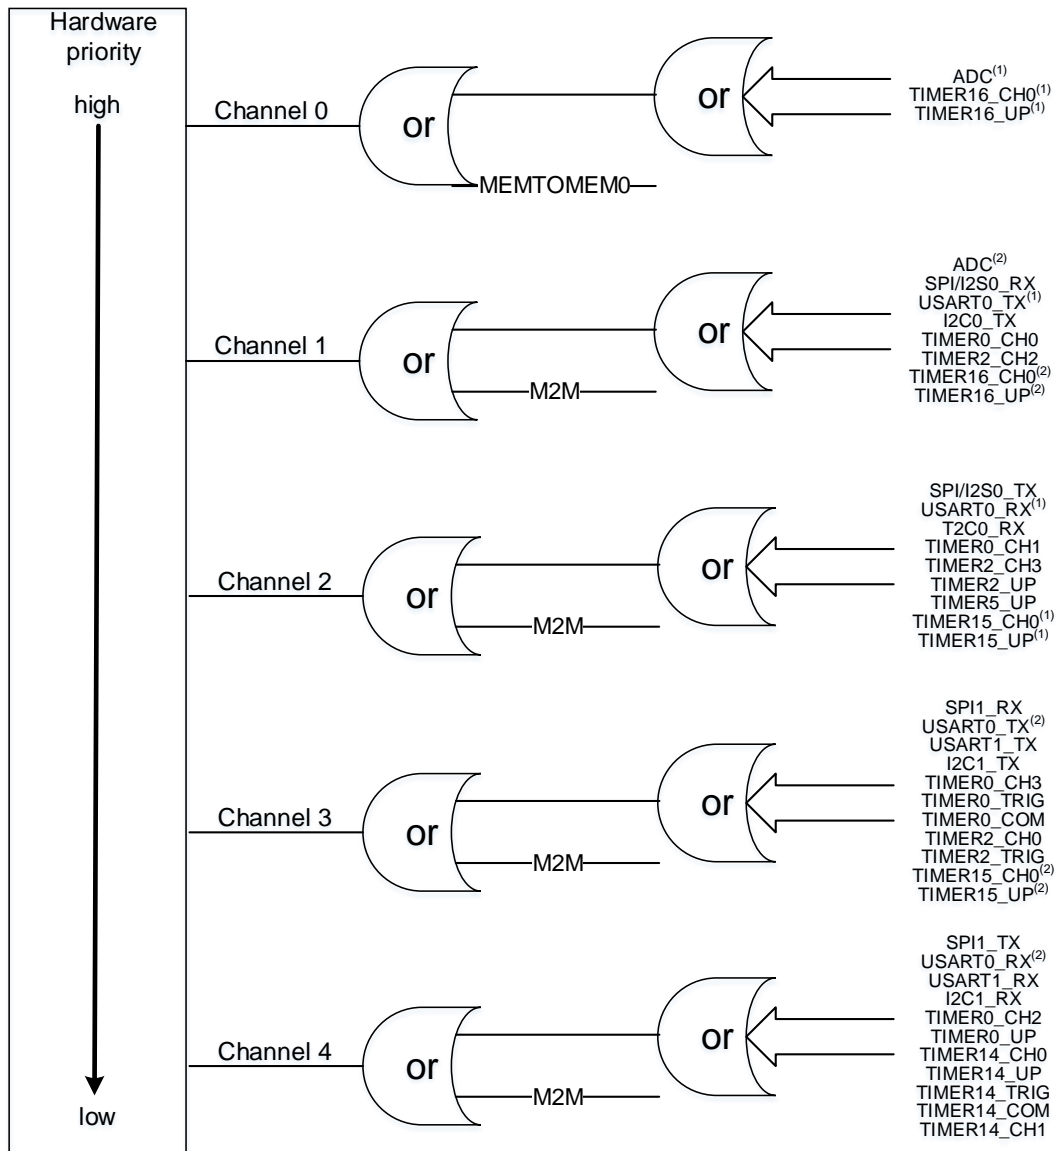 Hardware
priority
high
Channel 0
or
or
MEMTOMEM0
ADC(1)
TIMER16_CH0(1)
TIMER16_UP(1)
Channel 1
or
or
M2M
ADC(2)
SPI/I2S0_RX
USART0_TX(1)
I2C0_TX
TIMER0_CH0
TIMER2_CH2
TIMER16_CH0(2)
TIMER16_UP(2)
Channel 2
or
or
M2M
SPI/I2S0_TX
USART0_RX(1)
T2C0_RX
TIMER0_CH1
TIMER2_CH3
TIMER2_UP
TIMER5_UP
TIMER15_CH0(1)
TIMER15_UP(1)
Channel 3
or
or
M2M
SPI1_RX
USART0_TX(2)
USART1_TX
I2C1_TX
TIMER0_CH3
TIMER0_TRIG
TIMER0_COM
TIMER2_CH0
TIMER2_TRIG
TIMER15_CH0(2)
TIMER15_UP(2)
Channel 4
or
or
M2M
SPI1_TX
USART0_RX(2)
USART1_RX
I2C1_RX
TIMER0_CH2
TIMER0_UP
TIMER14_CH0
TIMER14_UP
TIMER14_TRIG
TIMER14_COM
TIMER14_CH1
low